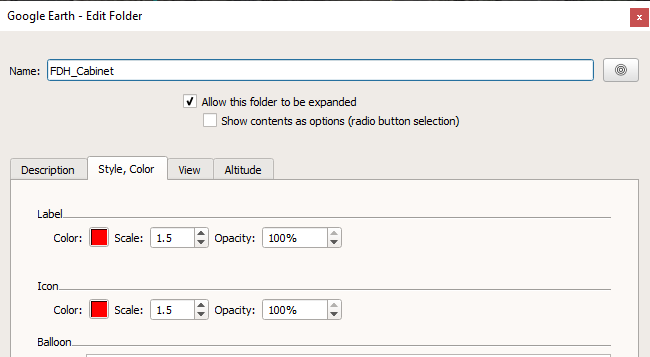 Google Earth - Edit Folder
x
Name: FDH_Cabinet
Allow this folder to be expanded
Show contents as options (radio button selection)
Description Style, Color View Altitude
Label
Color: Scale: 1.5 Opacity: 100%
Icon
Color: Scale: 1.5 Opacity: 100%
Balloon